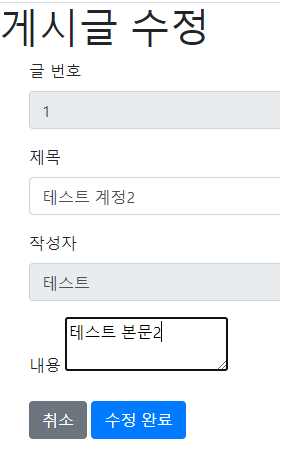 게시글 수정
글 번호
1
제목
테스트 계정2
작성자
테스트
내용 테스트 본문2
취소 수정 완료